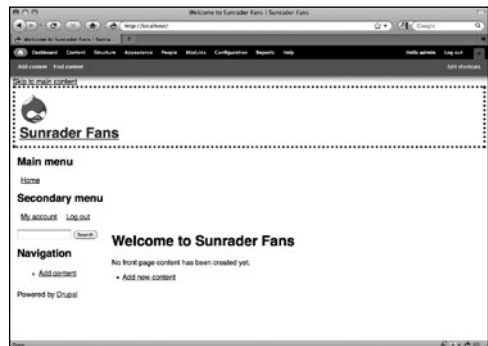 Welcome to Sunrader Fans | Sunrader Fans
http://localhost/
Google
Welcome to Sunrader Fans | Sunra...
Dashboard Content Structure Appearance People Modules Configuration Reports Help Hello admin Log out
Add content Find content Edit shortcuts
Skip to main content
Sunrader Fans
Main menu
Home
Secondary menu
My account Log out
Search
Welcome to Sunrader Fans
No front page content has been created yet.
Navigation
Add new content
Add content
Powered by Drupal
Done